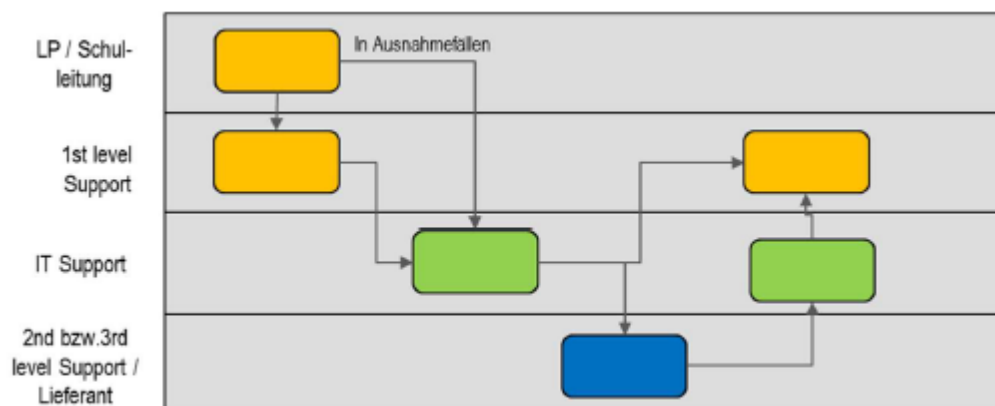 LP / Schul-
leitung
In Ausnahmefällen
1st level
Support
IT Support
2nd bzw.3rd
level Support /
Lieferant